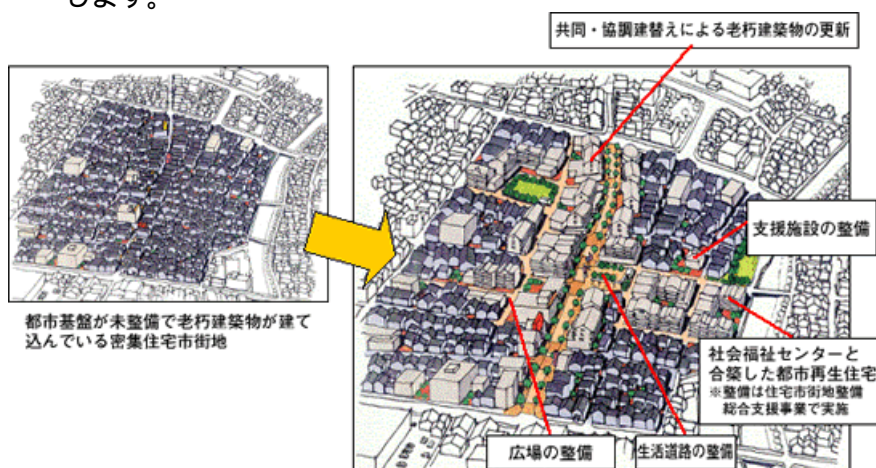 します。
共同・協調建替えによる老朽建築物の更新
支援施設の整備
都市基盤が未整備で老朽建築物が建て
込んでいる密集住宅市街地
社会福祉センターと
合築した都市再生住宅
※整備は住宅市街地整備
総合支援事業で実施
広場の整備
生活道路の整備